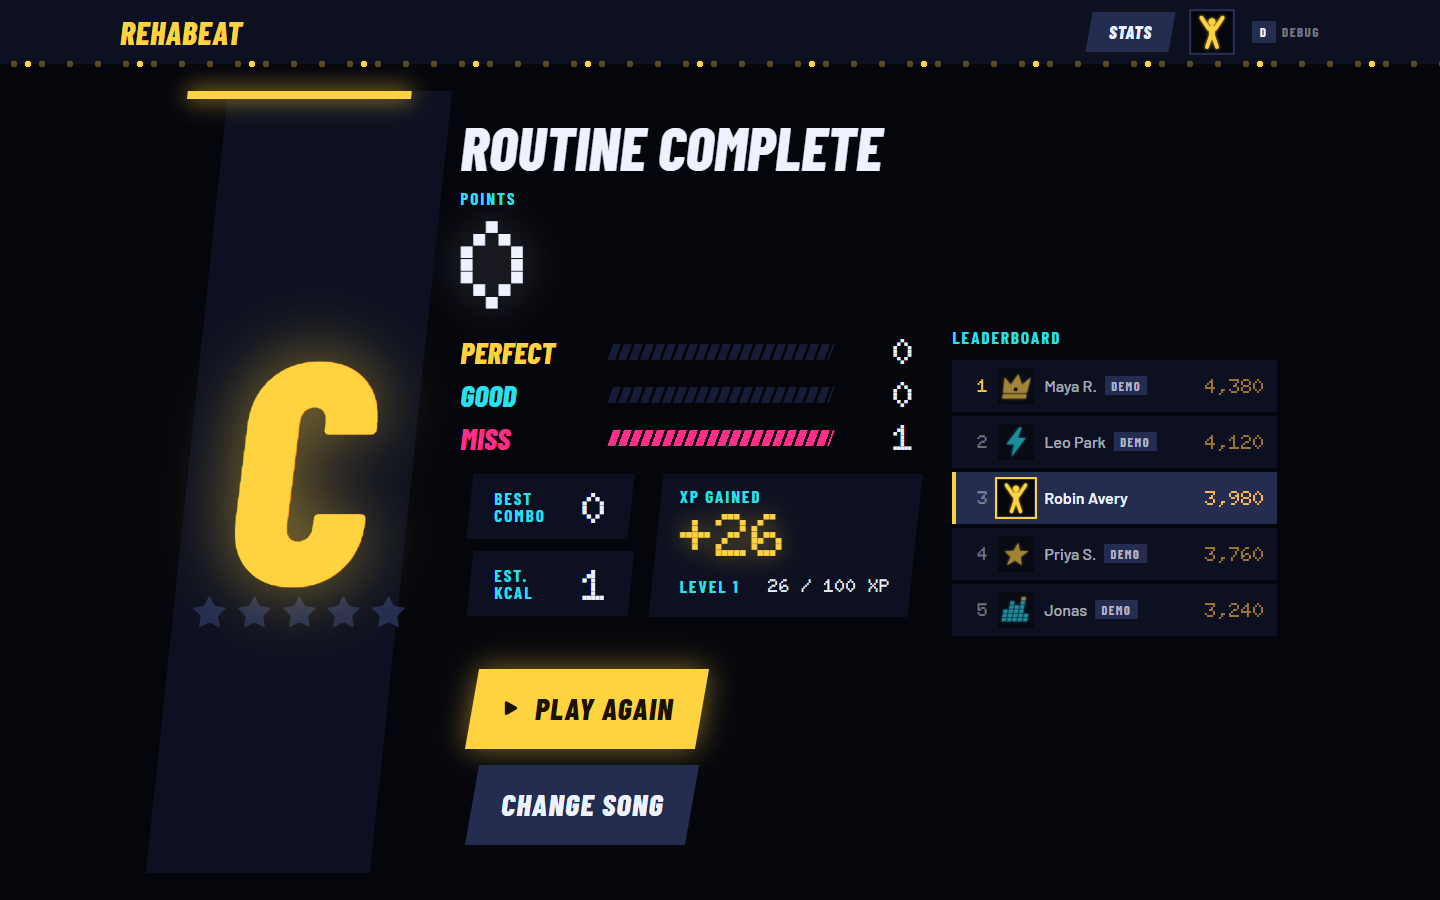 REHABEAT
STATS
D DEBUG
ROUTINE COMPLETE
POINTS
0
PERFECT 0
GOOD 0
MISS 1
C
BEST
COMBO
0
EST.
KCAL
1
XP GAINED
+26
LEVEL 1 26 / 100 XP
LEADERBOARD
1 Maya R. DEMO 4,380
2 Leo Park DEMO 4,120
3 Robin Avery 3,980
4 Priya S. DEMO 3,760
5 Jonas DEMO 3,240
PLAY AGAIN
CHANGE SONG